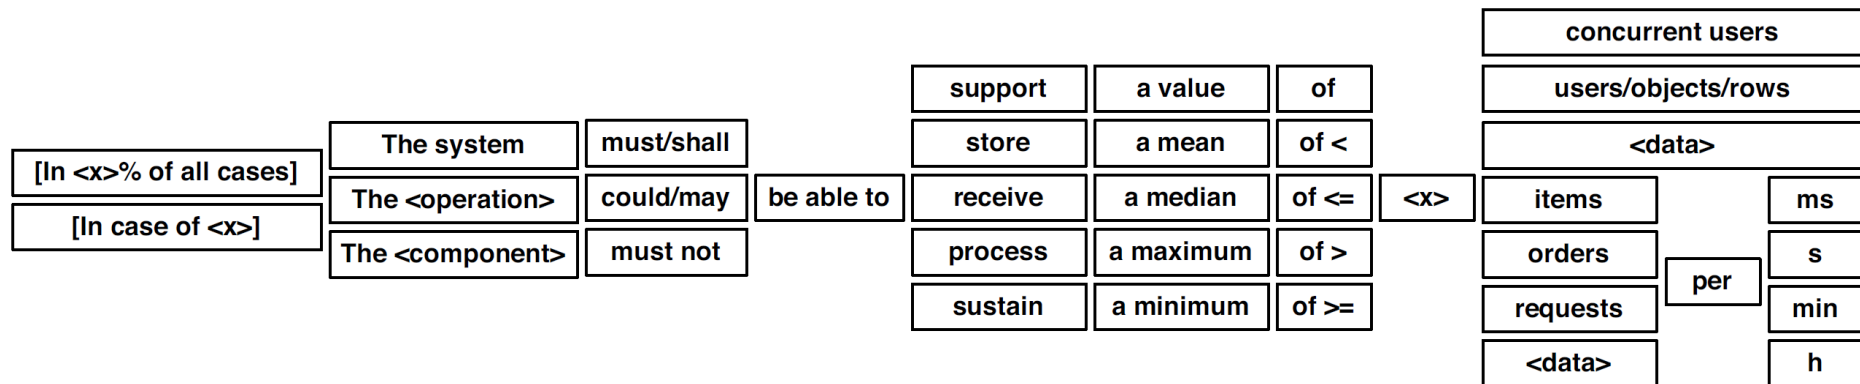 [In <x>% of all cases]
[In case of <x>]
The system
The <operation>
The <component>
must/shall
could/may
must not
be able to
support
store
receive
process
sustain
a value
a mean
a median
a maximum
a minimum
of
of <
of <=
of >
of >=
<x>
concurrent users
users/objects/rows
<data>
items
orders
requests
<data>
per
ms
s
min
h